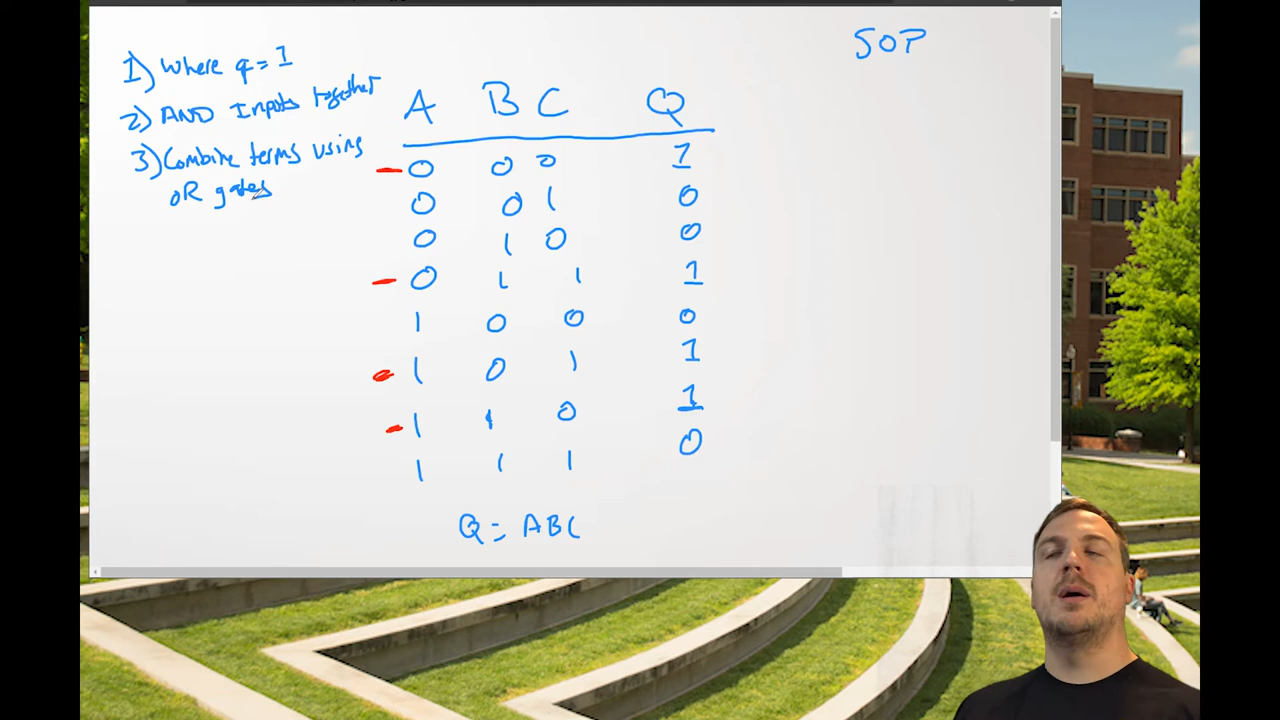 SOP
1) Where q = 1
2) AND Inputs together
3) Combine terms using
OR gates
A B C Q
0 0 0 1
0 0 1 0
0 1 0 0
0 1 1 1
1 0 0 0
1 0 1 1
1 1 0 1
1 1 1 0
Q = ABC